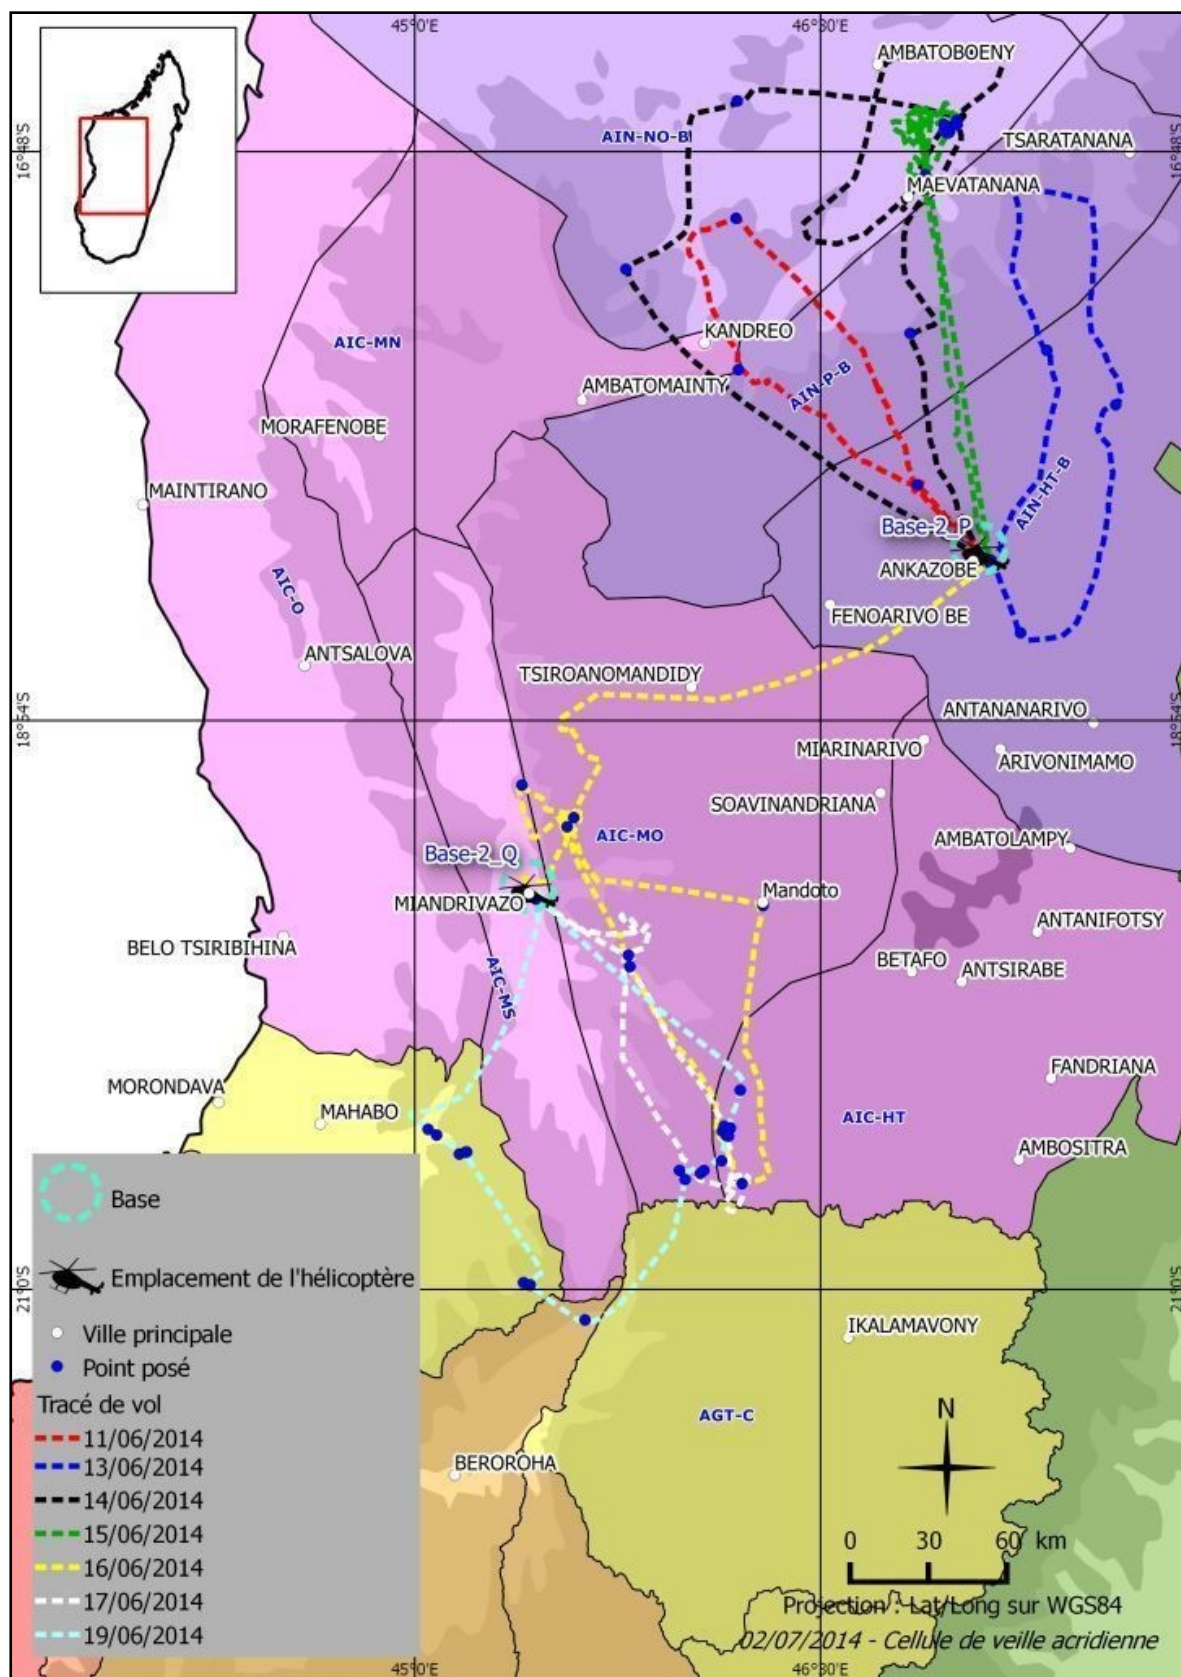 45°0'E
46°30'E
AMBATOBOENY
AIN-NO-B
16°48'S
TSARATANANA
16°48'S
MAEVATANANA
KANDREO
AIC-MN
AIN-P-B
AMBATOMAINTY
MORAFENOBE
MAINTIRANO
AIN-HT-B
Base-2_P
ANKAZOBE
AIC-O
FENOARIVO BE
ANTSALOVA
TSIROANOMANDIDY
18°54'S
ANTANANARIVO
18°54'S
MIARINARIVO
ARIVONIMAMO
SOAVINANDRIANA
AIC-MO
AMBATOLAMPY
Base-2_Q
MIANDRIVAZO
Mandoto
ANTANIFOTSY
BELO TSIRIBIHINA
BETAFO
ANTSIRABE
AIC-MS
FANDRIANA
MORONDAVA
MAHABO
AIC-HT
AMBOSITRA
Base
Emplacement de l'hélicoptère
21°0'S
21°0'S
Ville principale
IKALAMAVONY
Point posé
Tracé de vol
AGT-C
N
11/06/2014
BEROROHA
13/06/2014
14/06/2014
15/06/2014
0 30 60 km
16/06/2014
17/06/2014
Projection : Lat/Long sur WGS84
19/06/2014
02/07/2014 - Cellule de veille acridienne
45°0'E
46°30'E